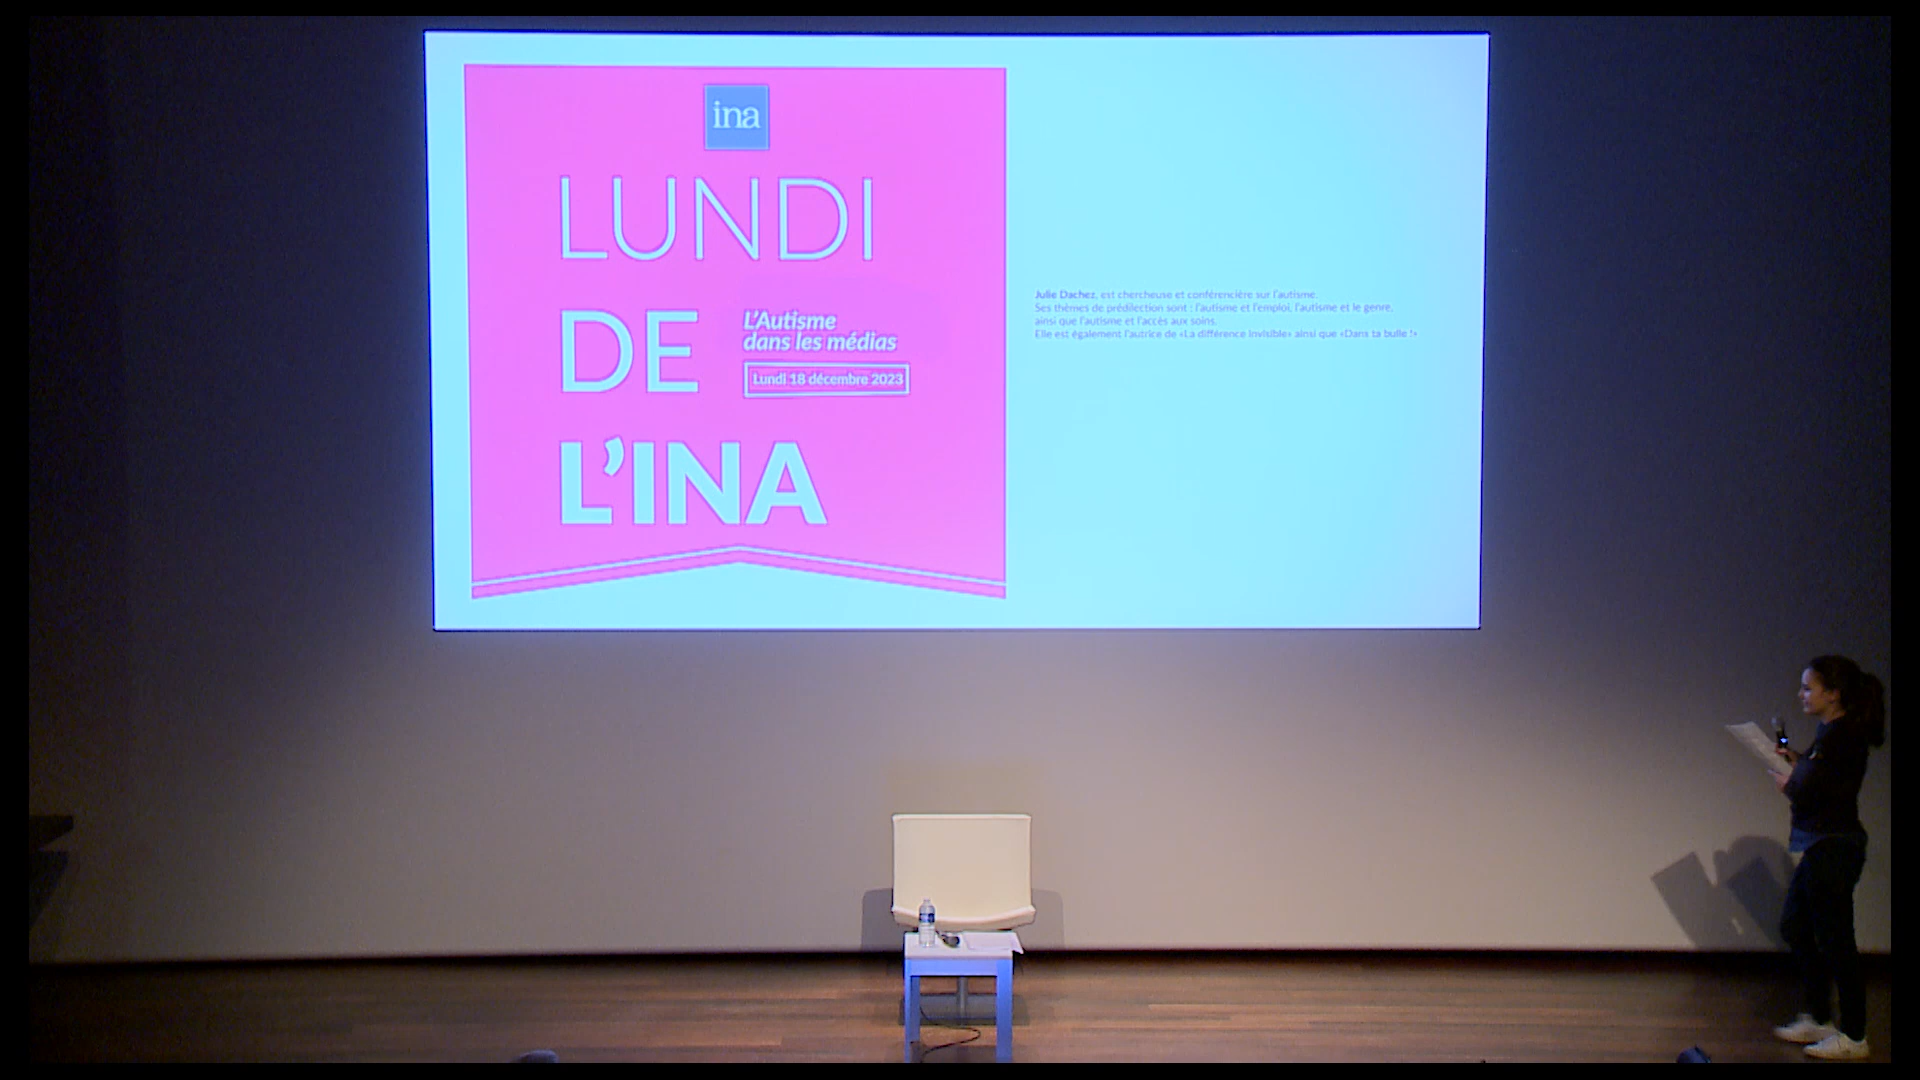 ina
LUNDI
DE
L'Autisme
dans les médias
Lundi 18 décembre 2023
L'INA
Julie Dachez, est chercheuse et conférencière sur l'autisme.
Ses thèmes de prédilection sont : l'autisme et l'emploi, l'autisme et le genre,
ainsi que l'autisme et l'accès aux soins.
Elle est également l'autrice de «La différence invisible» ainsi que «Dans ta bulle !»